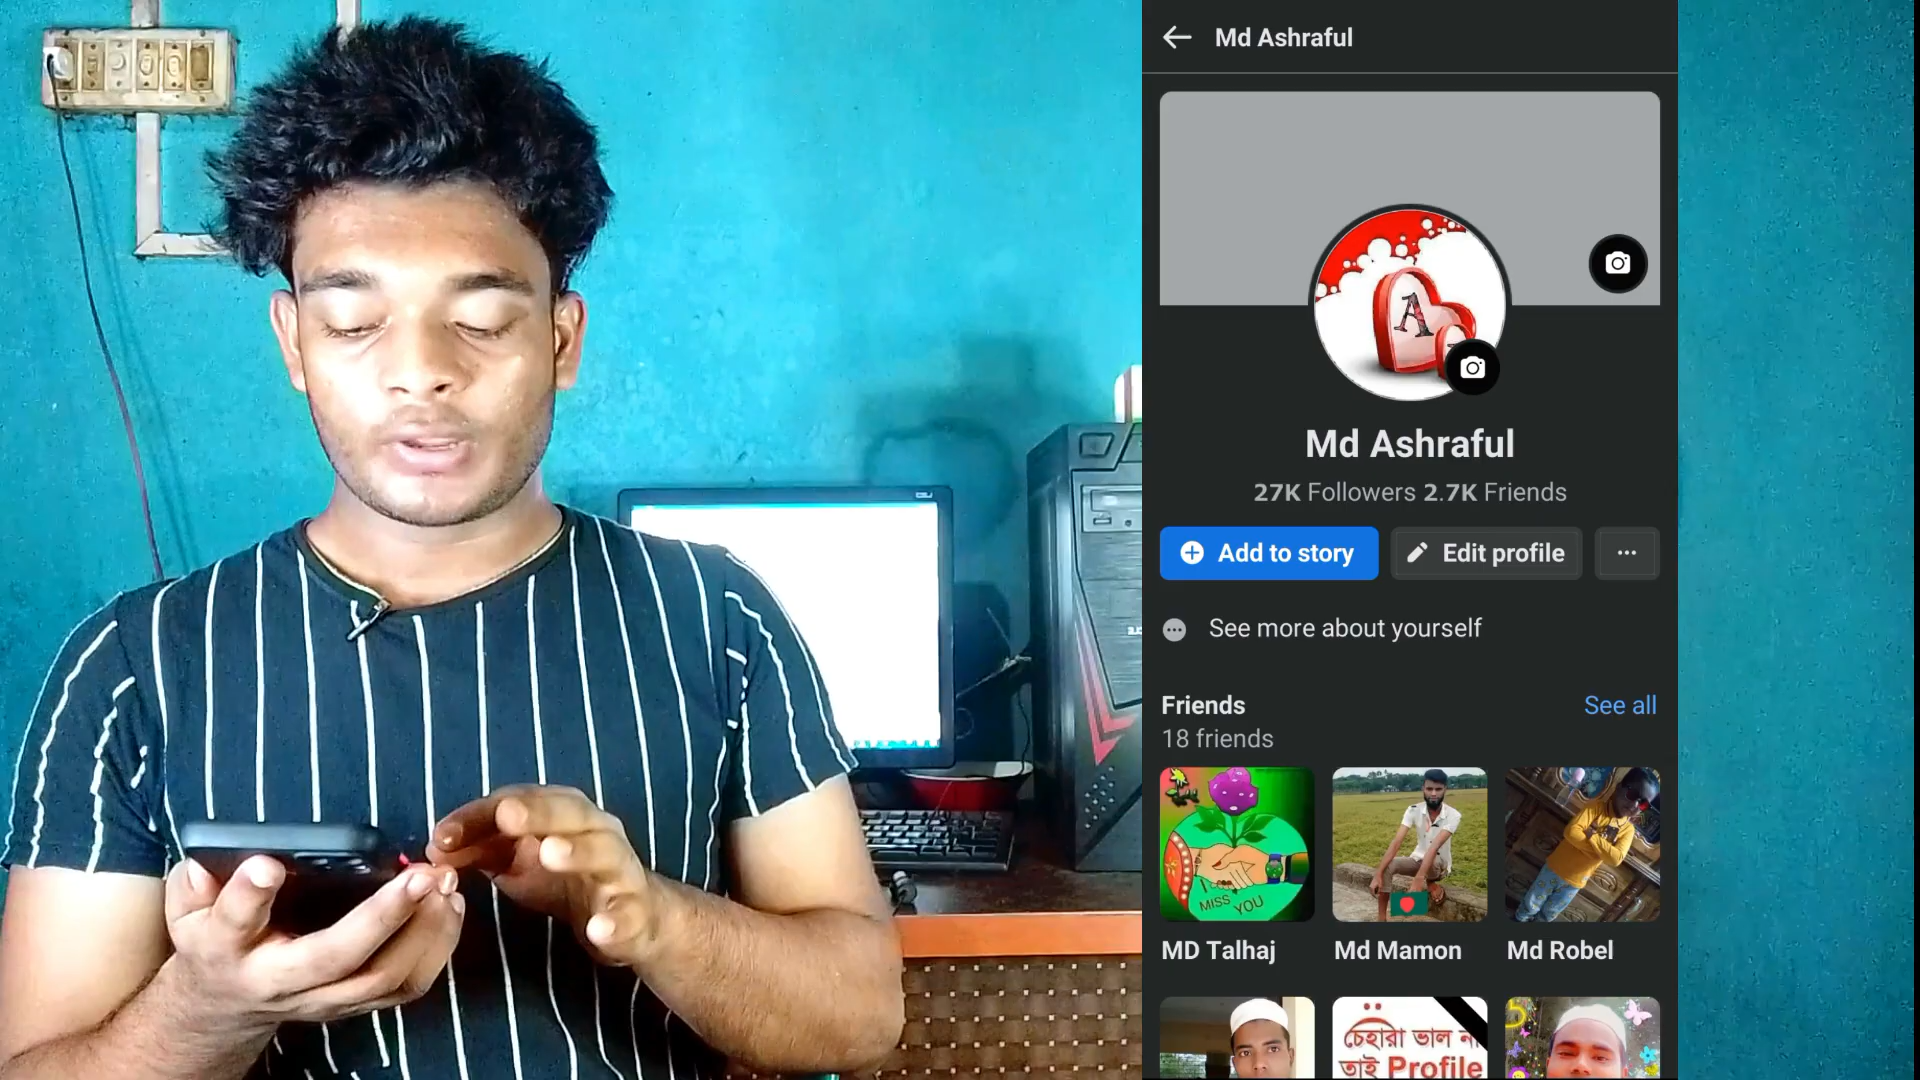 Md Ashraful
A
Md Ashraful
27K Followers 2.7K Friends
Add to story
Edit profile
See more about yourself
Friends
See all
18 friends
I
MISS YOU
MD Talhaj
Md Mamon
Md Robel
চেহারা ভাল না
তাই Profile